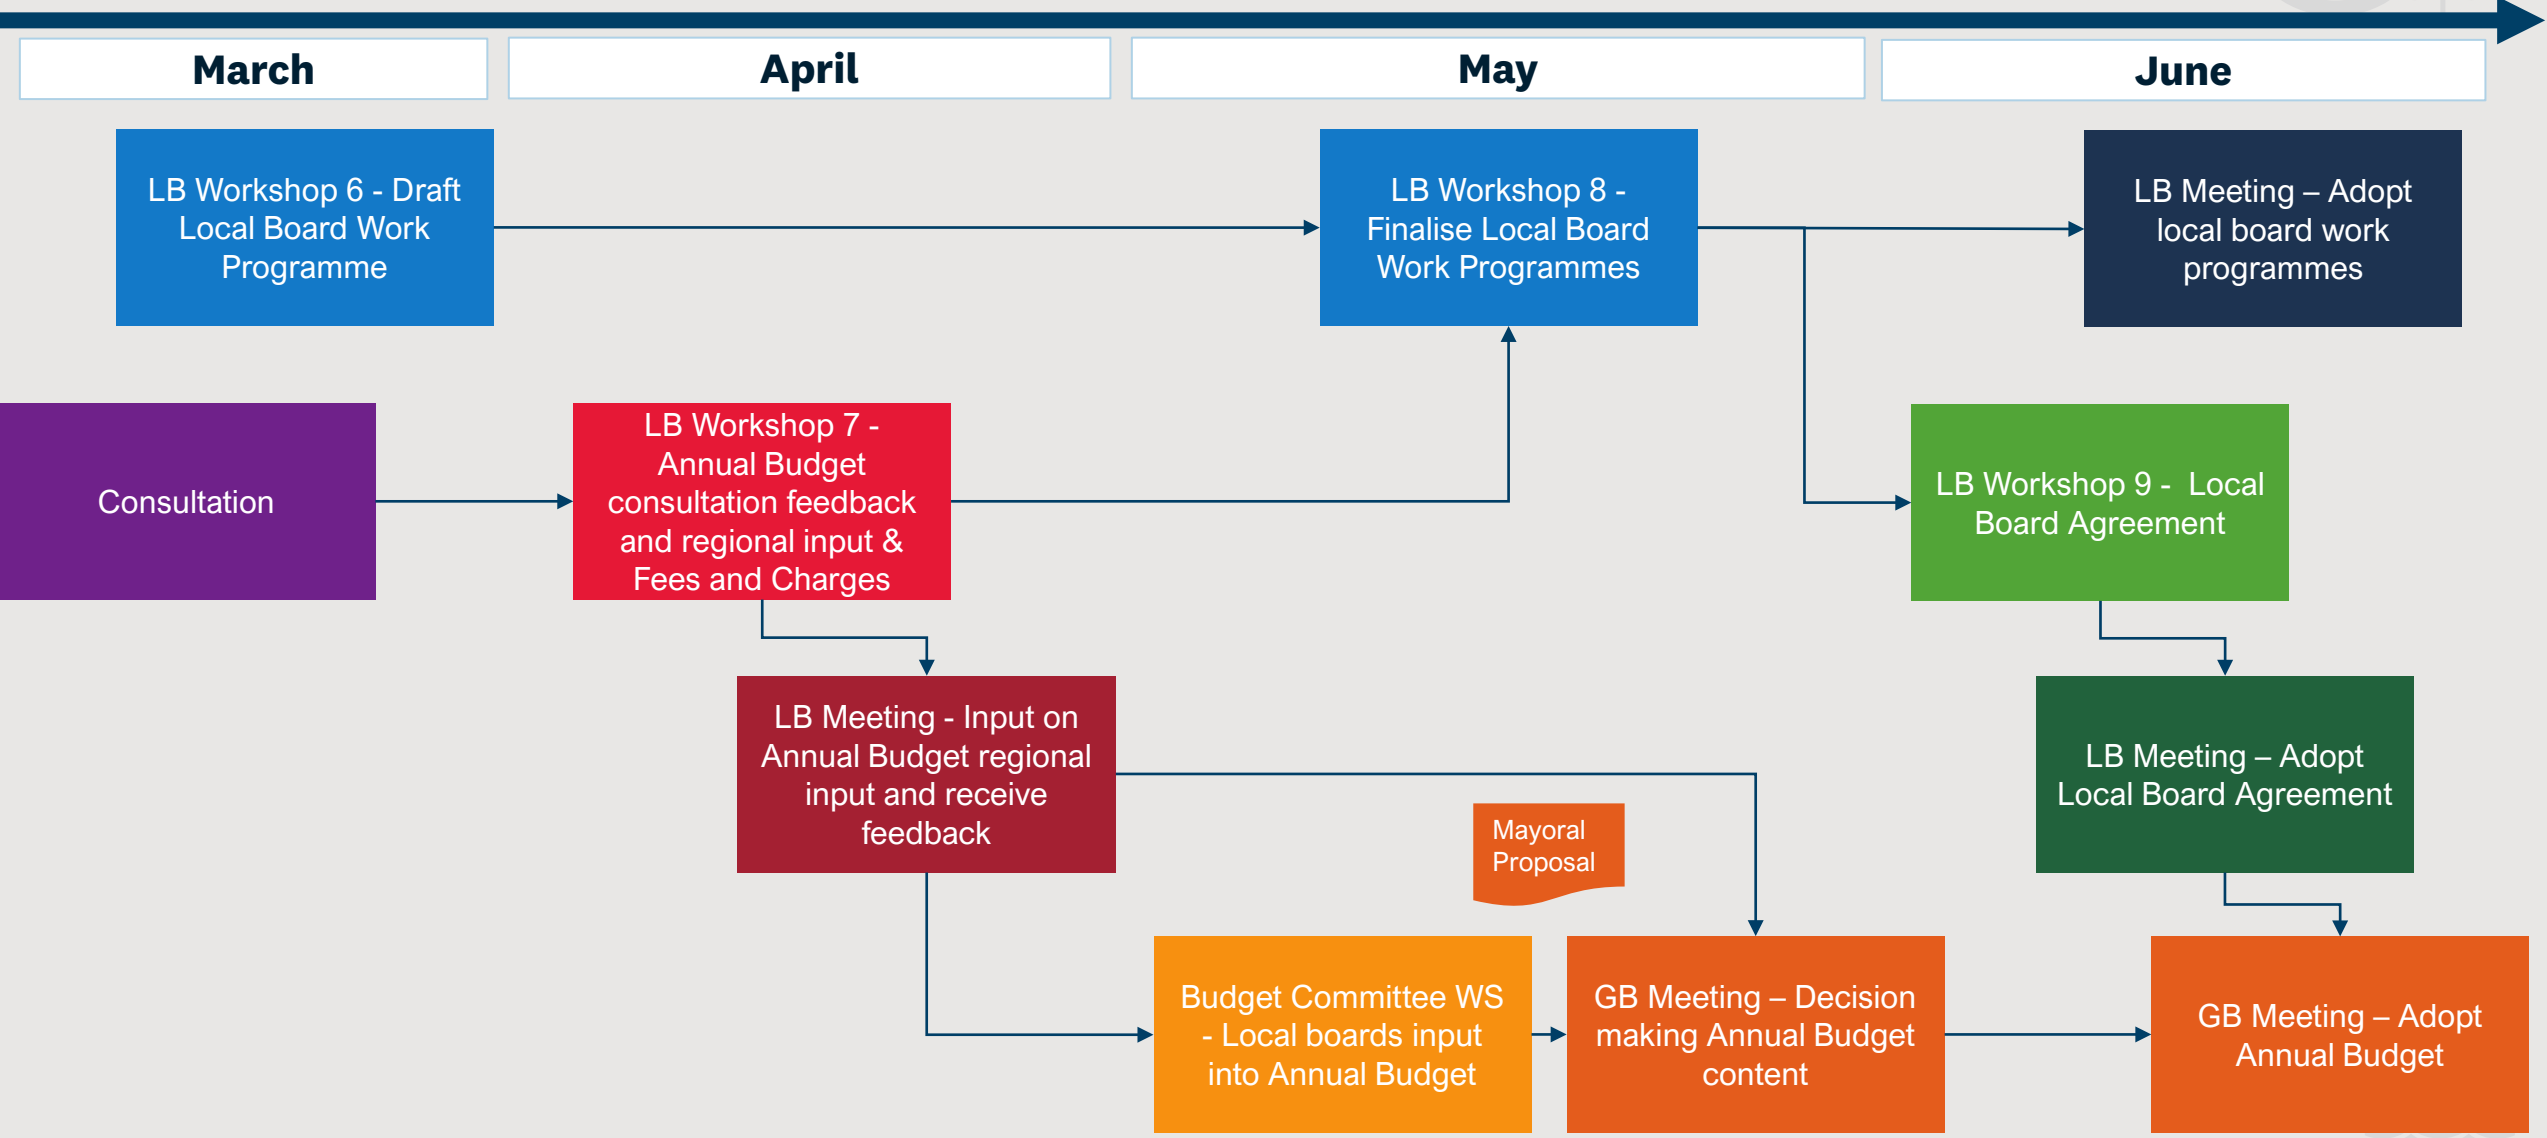 March
April
May
June
LB Workshop 6 - Draft
Local Board Work
Programme
LB Workshop 8 -
Finalise Local Board
Work Programmes
LB Meeting – Adopt
local board work
programmes
Consultation
LB Workshop 7 -
Annual Budget
consultation feedback
and regional input &
Fees and Charges
LB Workshop 9 - Local
Board Agreement
LB Meeting - Input on
Annual Budget regional
input and receive
feedback
Mayoral
Proposal
LB Meeting – Adopt
Local Board Agreement
Budget Committee WS
- Local boards input
into Annual Budget
GB Meeting – Decision
making Annual Budget
content
GB Meeting – Adopt
Annual Budget